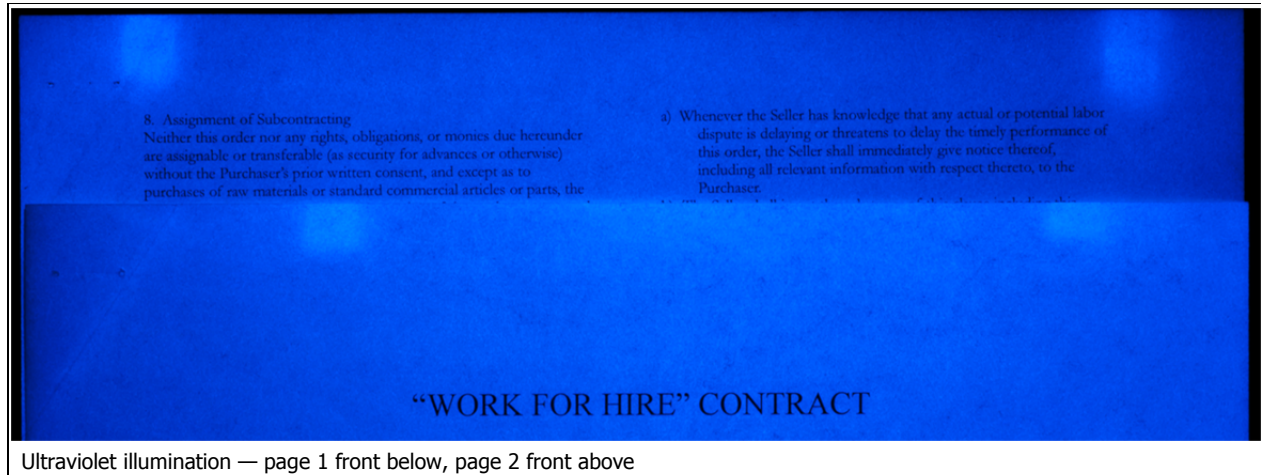 8. Assignment of Subcontracting
Neither this order nor any rights, obligations, or monies due hereunder
are assignable or transferable (as security for advances or otherwise)
without the Purchaser's prior written consent, and except as to
purchases of raw materials or standard commercial articles or parts, the
a) Whenever the Seller has knowledge that any actual or potential labor
dispute is delaying or threatens to delay the timely performance of
this order, the Seller shall immediately give notice thereof,
including all relevant information with respect thereto, to the
Purchaser.
“WORK FOR HIRE” CONTRACT
Ultraviolet illumination — page 1 front below, page 2 front above